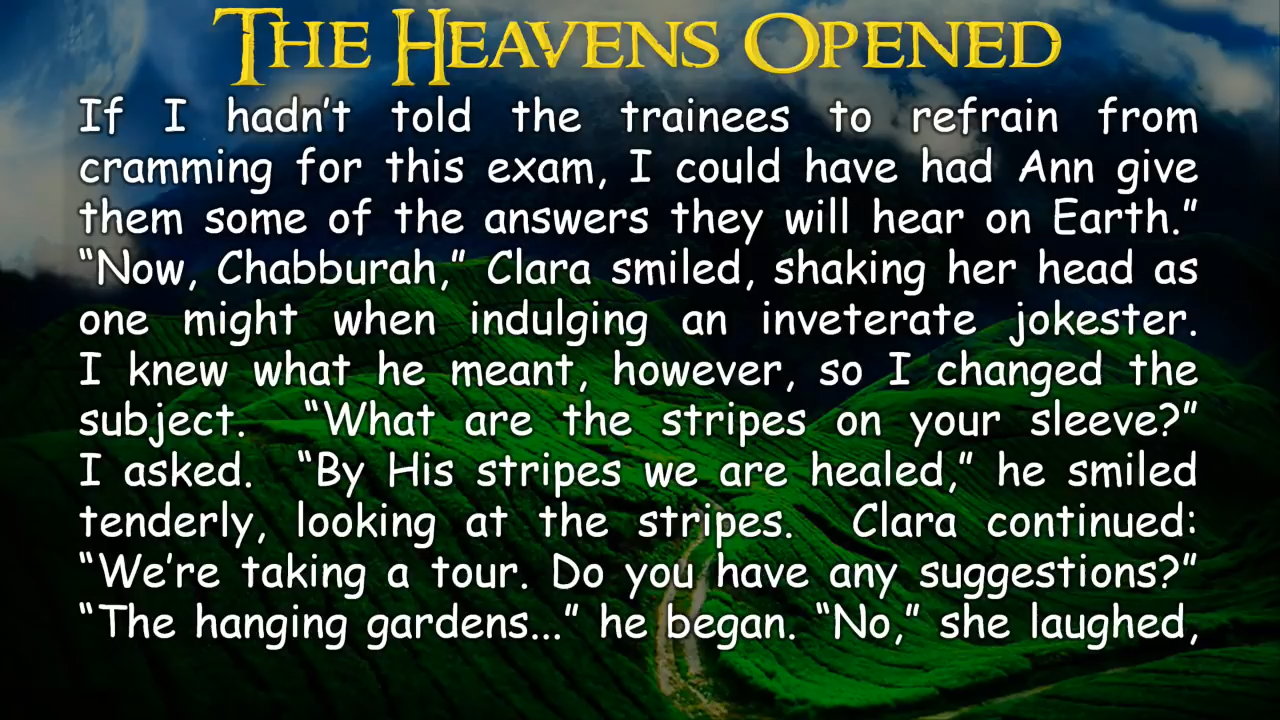 The Heavens Opened
If I hadn't told the trainees to refrain from
cramming for this exam, I could have had Ann give
them some of the answers they will hear on Earth.”
“Now, Chabburah,” Clara smiled, shaking her head as
one might when indulging an inveterate jokester.
I knew what he meant, however, so I changed the
subject. “What are the stripes on your sleeve?”
I asked. “By His stripes we are healed,” he smiled
tenderly, looking at the stripes. Clara continued:
“We're taking a tour. Do you have any suggestions?”
“The hanging gardens...” he began. “No,” she laughed,